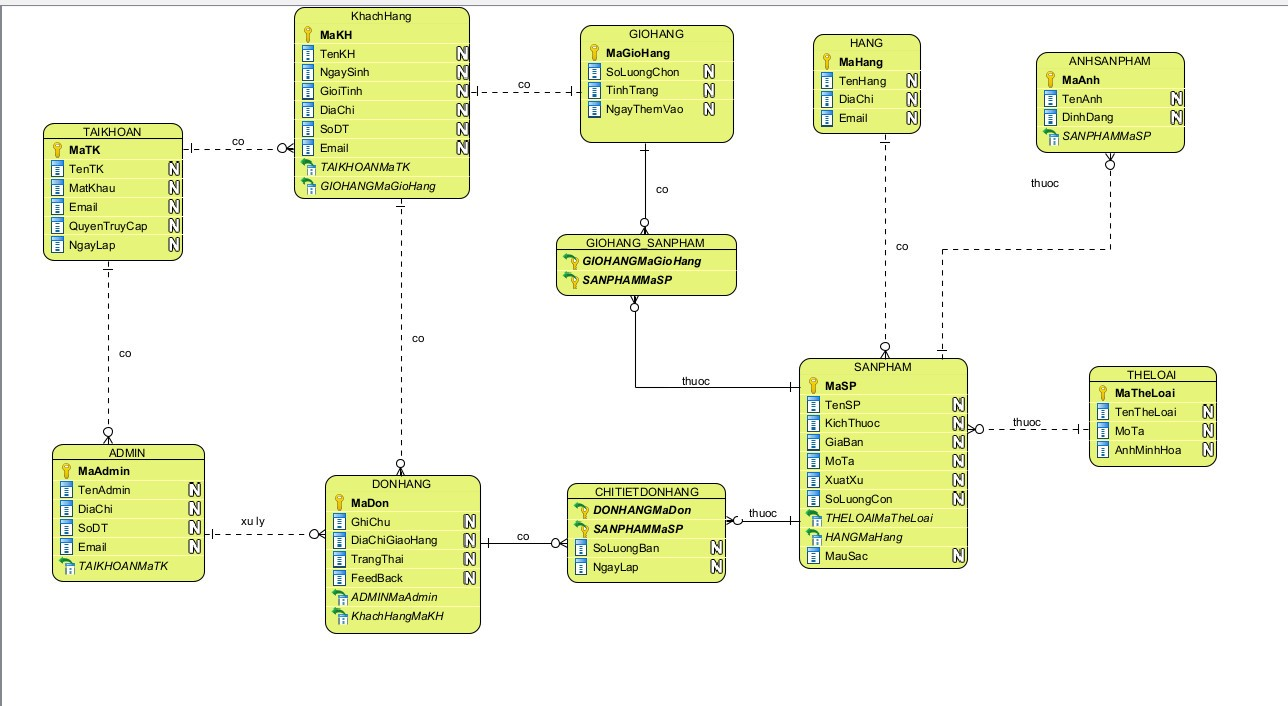 KhachHang
MaKH
TenKH
NgaySinh
GioiTinh
DiaChi
SoDT
Email
TAIKHOANMaTK
GIOHANGMaGioHang
GIOHANG
MaGioHang
SoLuongChon
TinhTrang
NgayThemVao
HANG
MaHang
TenHang
DiaChi
Email
ANHSANPHAM
MaAnh
TenAnh
DinhDang
SANPHAMMaSP
TAIKHOAN
MaTK
TenTK
MatKhau
Email
QuyenTruyCap
NgayLap
co
co
co
thuoc
GIOHANG_SANPHAM
GIOHANGMaGioHang
SANPHAMMaSP
co
co
co
thuoc
SANPHAM
MaSP
TenSP
KichThuoc
GiaBan
MoTa
XuatXu
SoLuongCon
THELOAIMaTheLoai
HANGMaHang
MauSac
thuoc
THELOAI
MaTheLoai
TenTheLoai
MoTa
AnhMinhHoa
ADMIN
MaAdmin
TenAdmin
DiaChi
SoDT
Email
TAIKHOANMaTK
xu ly
DONHANG
MaDon
GhiChu
DiaChiGiaoHang
TrangThai
FeedBack
ADMINMaAdmin
KhachHangMaKH
co
CHITIETDONHANG
DONHANGMaDon
SANPHAMMaSP
SoLuongBan
NgayLap
thuoc